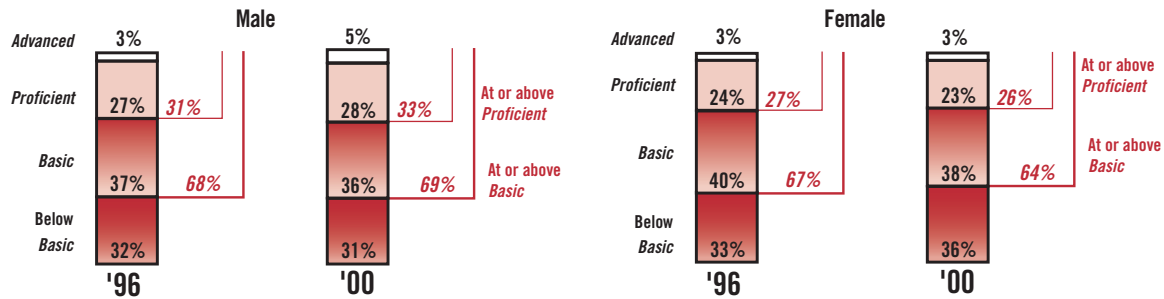 Male
Female
Advanced
3%
5%
Proficient
27%
31%
28%
33%
At or above
Proficient
Basic
37%
68%
36%
69%
At or above
Basic
Below
Basic
32%
31%
'96
'00
Advanced
3%
3%
Proficient
24%
27%
23%
26%
At or above
Proficient
Basic
40%
67%
38%
64%
At or above
Basic
Below
Basic
33%
36%
'96
'00